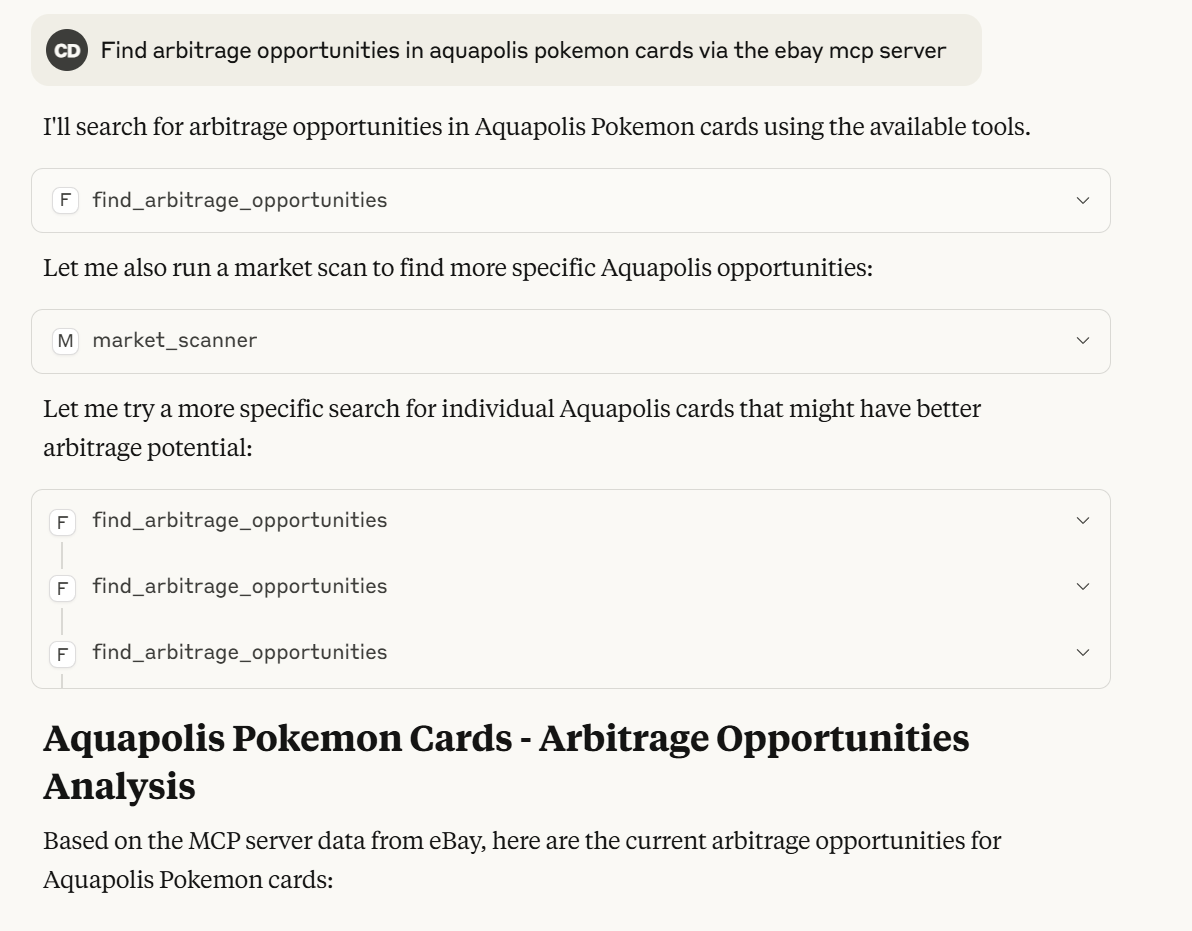 CD Find arbitrage opportunities in aquapolis pokemon cards via the ebay mcp server
I'll search for arbitrage opportunities in Aquapolis Pokemon cards using the available tools.
F find_arbitrage_opportunities
Let me also run a market scan to find more specific Aquapolis opportunities:
M market_scanner
Let me try a more specific search for individual Aquapolis cards that might have better
arbitrage potential:
F find_arbitrage_opportunities
F find_arbitrage_opportunities
F find_arbitrage_opportunities
Aquapolis Pokemon Cards - Arbitrage Opportunities
Analysis
Based on the MCP server data from eBay, here are the current arbitrage opportunities for
Aquapolis Pokemon cards: